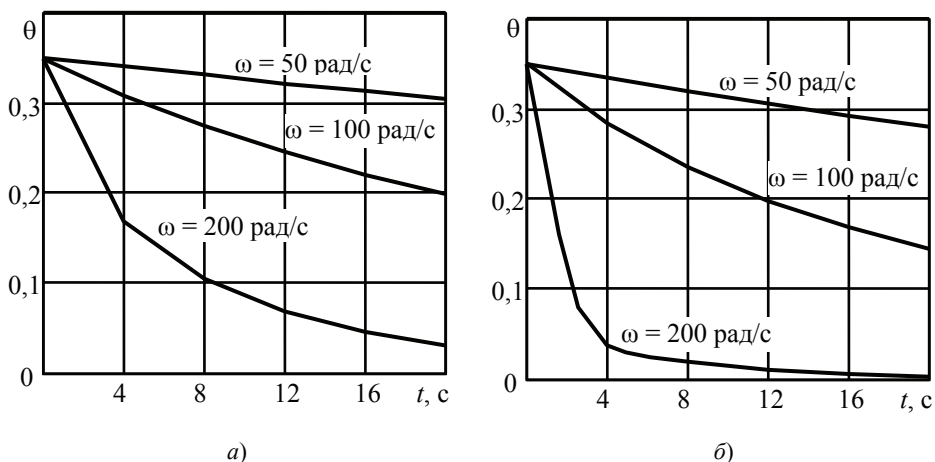 θ
0,3
0,2
0,1
0
4
8
12
16
t, с
ω = 50 рад/с
ω = 100 рад/с
ω = 200 рад/с
а)
θ
0,3
0,2
0,1
0
4
8
12
16
t, с
ω = 50 рад/с
ω = 100 рад/с
ω = 200 рад/с
б)